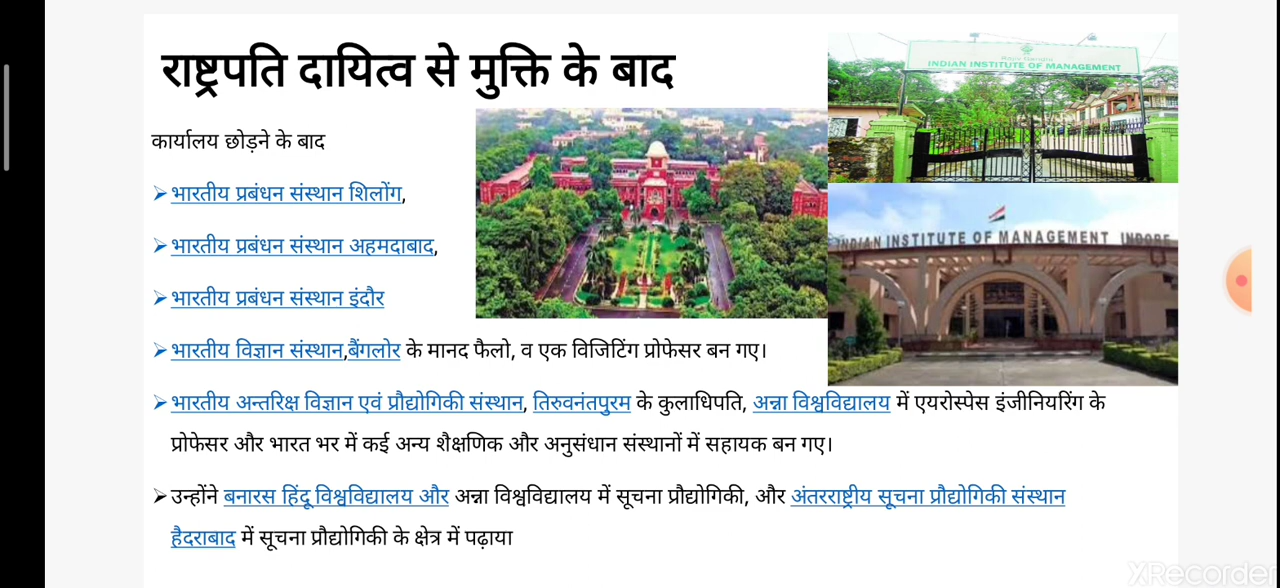 राष्ट्रपति दायित्व से मुक्ति के बाद
कार्यालय छोड़ने के बाद
➢भारतीय प्रबंधन संस्थान शिलोंग,
➢भारतीय प्रबंधन संस्थान अहमदाबाद,
➢भारतीय प्रबंधन संस्थान इंदौर
➢भारतीय विज्ञान संस्थान,बैंगलोर के मानद फैलो, व एक विजिटिंग प्रोफेसर बन गए।
➢भारतीय अन्तरिक्ष विज्ञान एवं प्रौद्योगिकी संस्थान, तिरुवनंतपुरम के कुलाधिपति, अन्ना विश्वविद्यालय में एयरोस्पेस इंजीनियरिंग के
प्रोफेसर और भारत भर में कई अन्य शैक्षणिक और अनुसंधान संस्थानों में सहायक बन गए।
➢उन्होंने बनारस हिंदू विश्वविद्यालय और अन्ना विश्वविद्यालय में सूचना प्रौद्योगिकी, और अंतरराष्ट्रीय सूचना प्रौद्योगिकी संस्थान
हैदराबाद में सूचना प्रौद्योगिकी के क्षेत्र में पढ़ाया
INDIAN INSTITUTE OF MANAGEMENT
INDIAN INSTITUTE OF MANAGEMENT INDORE
XRecorder